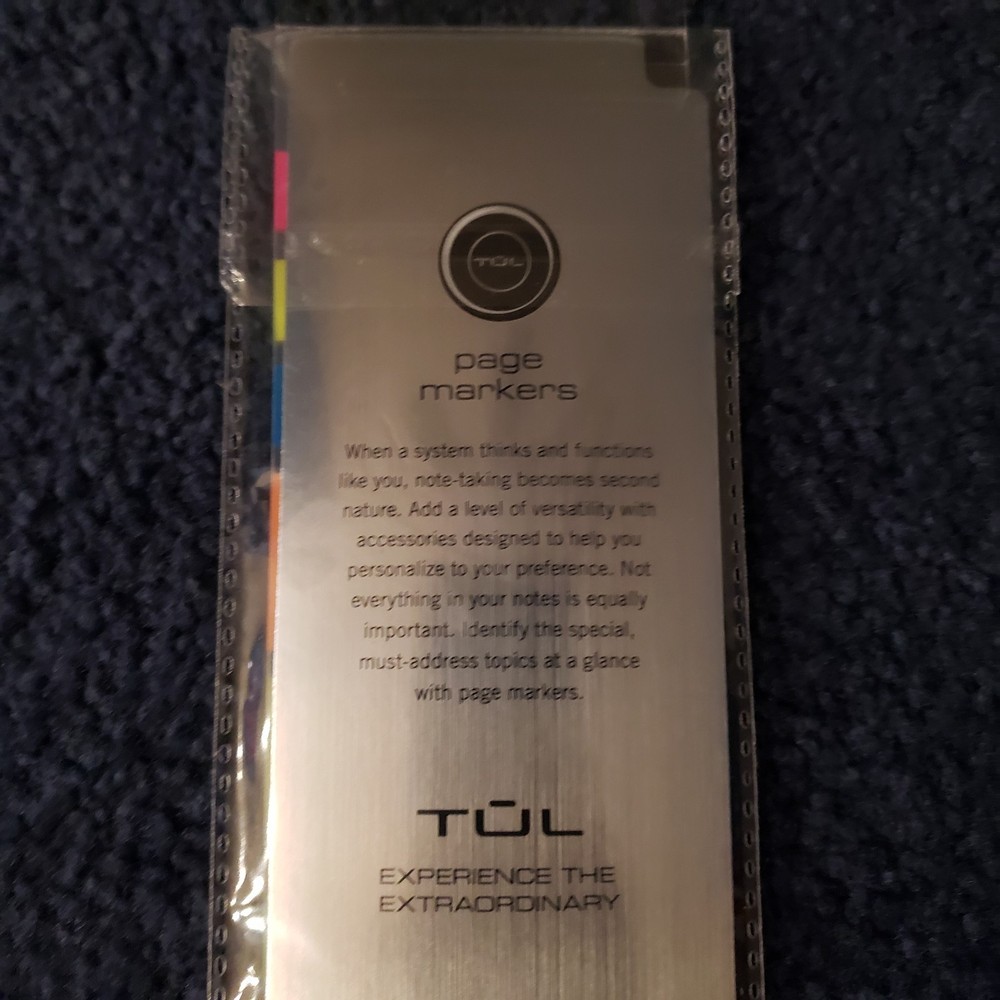 TŪL
page
markers
When a system thinks and functions
like you, note-taking becomes second
nature. Add a level of versatility with
accessories designed to help you
personalize to your preference. Not
everything in your notes is equally
important. Identify the special,
must-address topics at a glance
with page markers.
TŪL
EXPERIENCE THE
EXTRAORDINARY